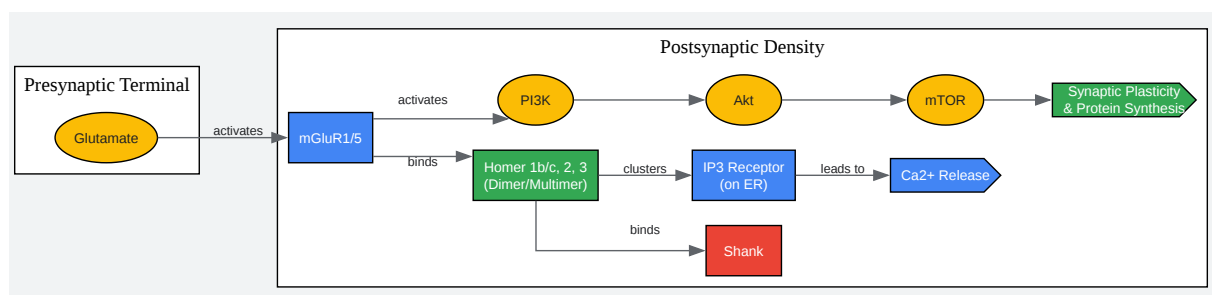 Postsynaptic Density
Presynaptic Terminal
Glutamate
activates
mGluR1/5
activates
PI3K
Akt
mTOR
Synaptic Plasticity
& Protein Synthesis
binds
Homer 1b/c, 2, 3
(Dimer/Multimer)
clusters
IP3 Receptor
(on ER)
leads to
Ca2+ Release
binds
Shank